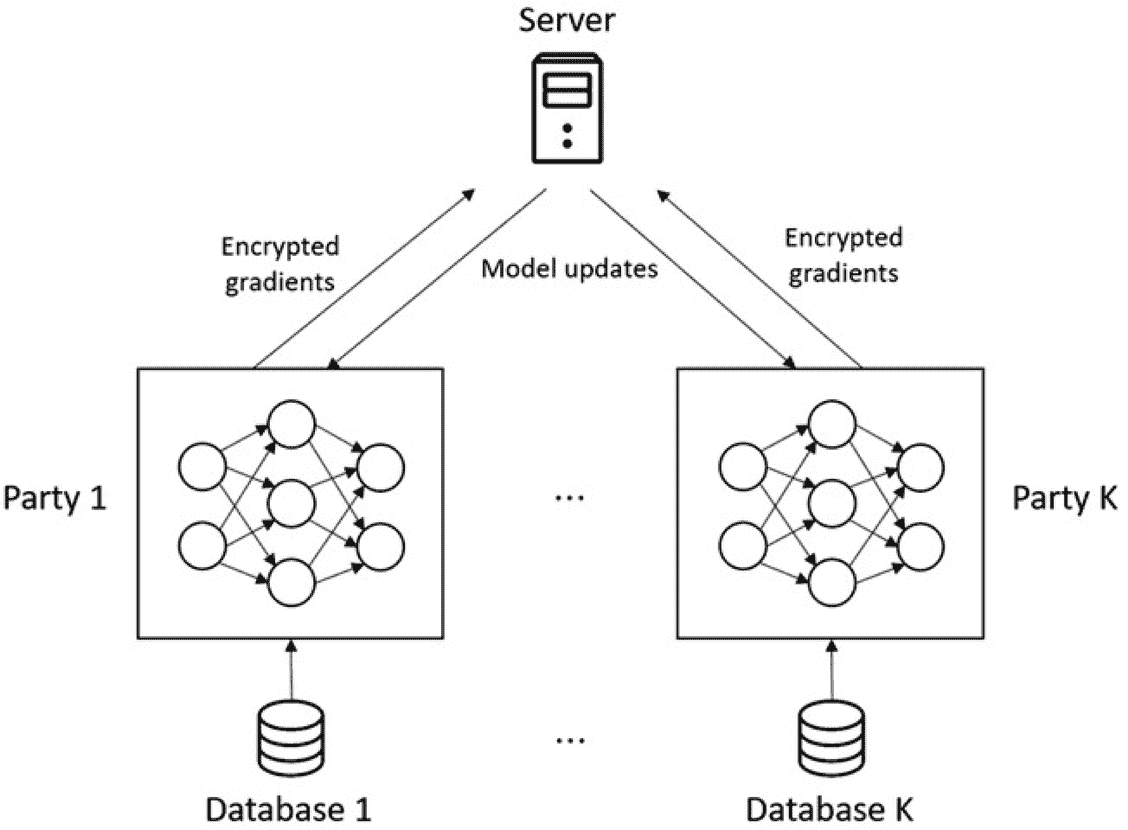 Server
Encrypted
gradients
Model updates
Encrypted
gradients
Party 1
...
Party K
...
Database 1
Database K